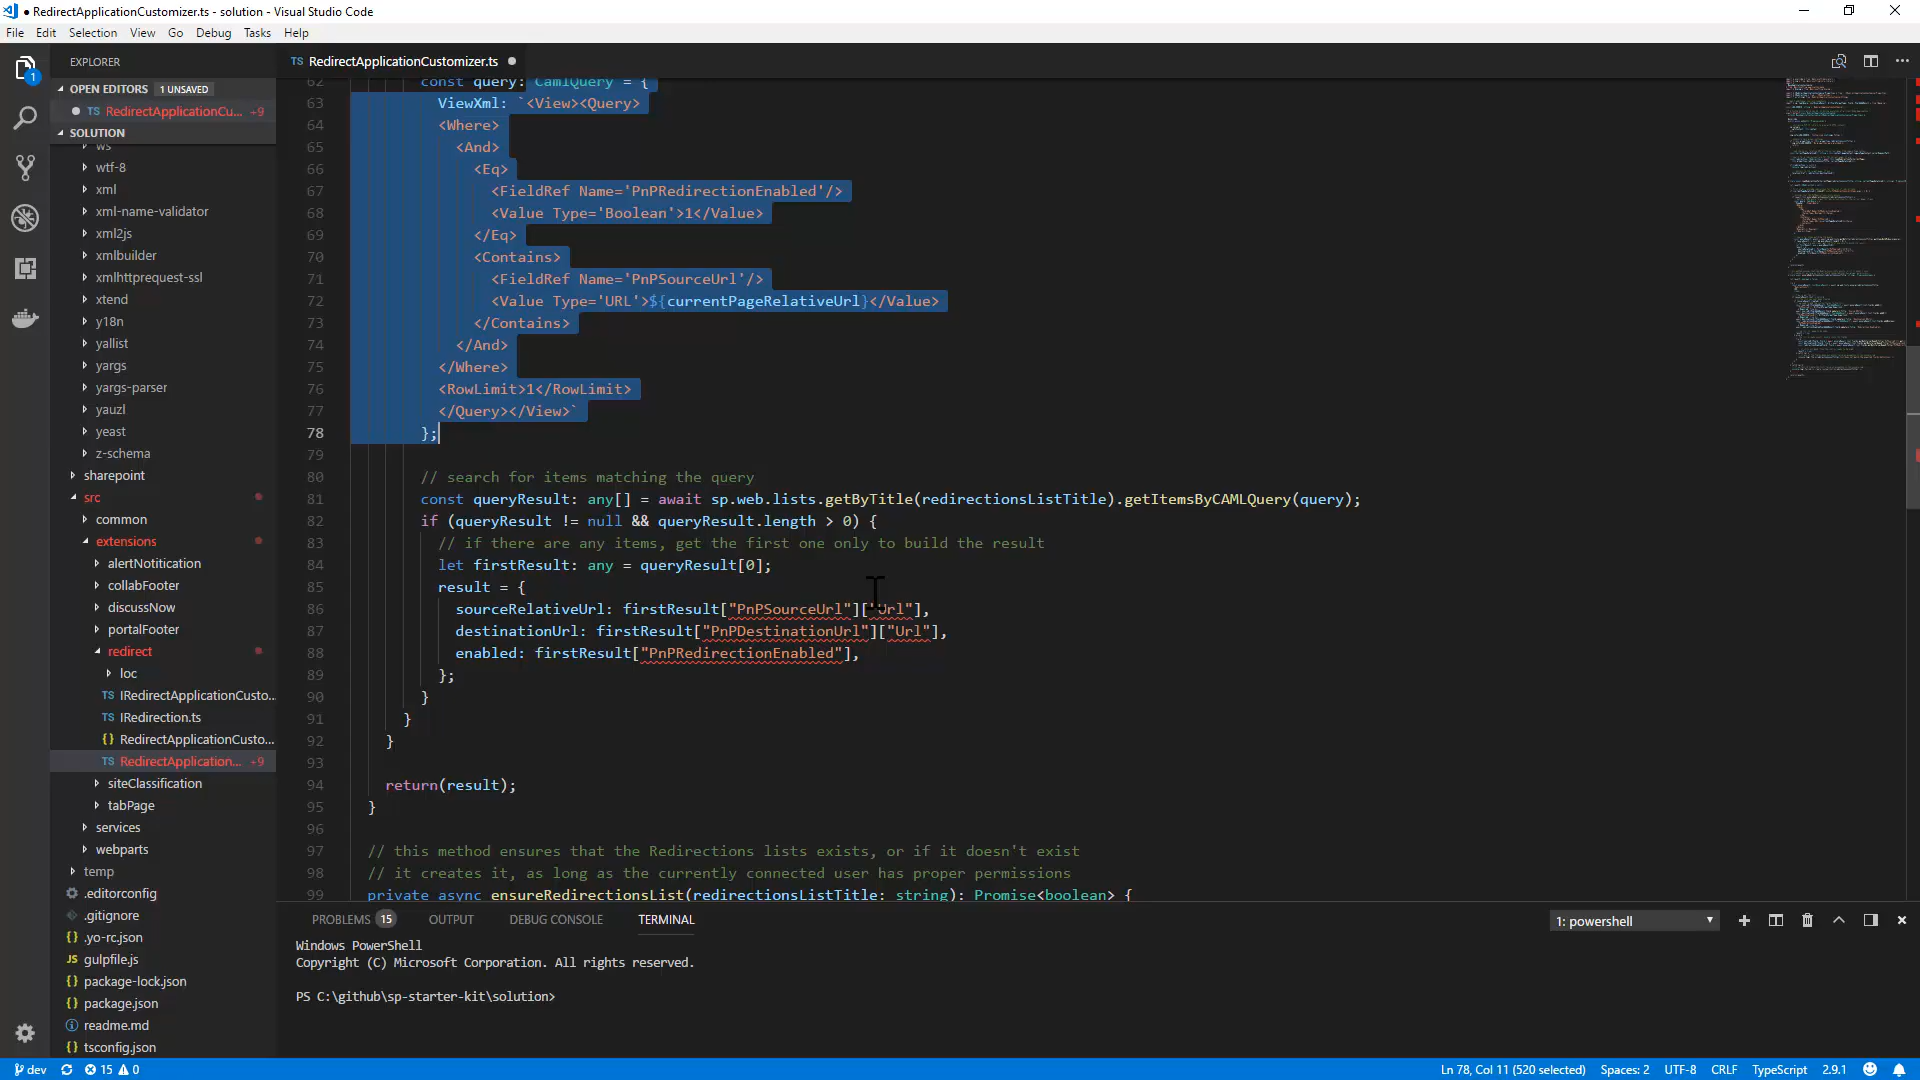 RedirectApplicationCustomizer.ts - solution - Visual Studio Code
File Edit Selection View Go Debug Tasks Help
EXPLORER
OPEN EDITORS 1 UNSAVED
TS RedirectApplicationCu... +9
SOLUTION
ws
wtf-8
xml
xml-name-validator
xml2js
xmlbuilder
xmlhttprequest-ssl
xtend
y18n
yallist
yargs
yargs-parser
yauzl
yeast
z-schema
sharepoint
src
common
extensions
alertNotitication
collabFooter
discussNow
portalFooter
redirect
loc
TS IRedirectApplicationCusto...
TS IRedirection.ts
{} RedirectApplicationCusto...
TS RedirectApplication... +9
siteClassification
tabPage
services
webparts
temp
.editorconfig
.gitignore
{} .yo-rc.json
JS gulpfile.js
{} package-lock.json
{} package.json
readme.md
tsconfig.json
TS RedirectApplicationCustomizer.ts
62 const query: CamlQuery = {
63 ViewXml: `<View><Query>
64 <Where>
65 <And>
66 <Eq>
67 <FieldRef Name='PnPRedirectionEnabled'/>
68 <Value Type='Boolean'>1</Value>
69 </Eq>
70 <Contains>
71 <FieldRef Name='PnPSourceUrl'/>
72 <Value Type='URL'>${currentPageRelativeUrl}</Value>
73 </Contains>
74 </And>
75 </Where>
76 <RowLimit>1</RowLimit>
77 </Query></View>`
78 };
79
80 // search for items matching the query
81 const queryResult: any[] = await sp.web.lists.getByTitle(redirectionsListTitle).getItemsByCAMLQuery(query);
82 if (queryResult != null && queryResult.length > 0) {
83 // if there are any items, get the first one only to build the result
84 let firstResult: any = queryResult[0];
85 result = {
86 sourceRelativeUrl: firstResult["PnPSourceUrl"]["Url"],
87 destinationUrl: firstResult["PnPDestinationUrl"]["Url"],
88 enabled: firstResult["PnPRedirectionEnabled"],
89 };
90 }
91 }
92 }
93
94 return(result);
95 }
96
97 // this method ensures that the Redirections lists exists, or if it doesn't exist
98 // it creates it, as long as the currently connected user has proper permissions
99 private async ensureRedirectionsList(redirectionsListTitle: string): Promise<boolean> {
PROBLEMS 15 OUTPUT DEBUG CONSOLE TERMINAL 1: powershell
Windows PowerShell
Copyright (C) Microsoft Corporation. All rights reserved.
PS C:\github\sp-starter-kit\solution>
dev 15 0 Ln 78, Col 11 (520 selected) Spaces: 2 UTF-8 CRLF TypeScript 2.9.1